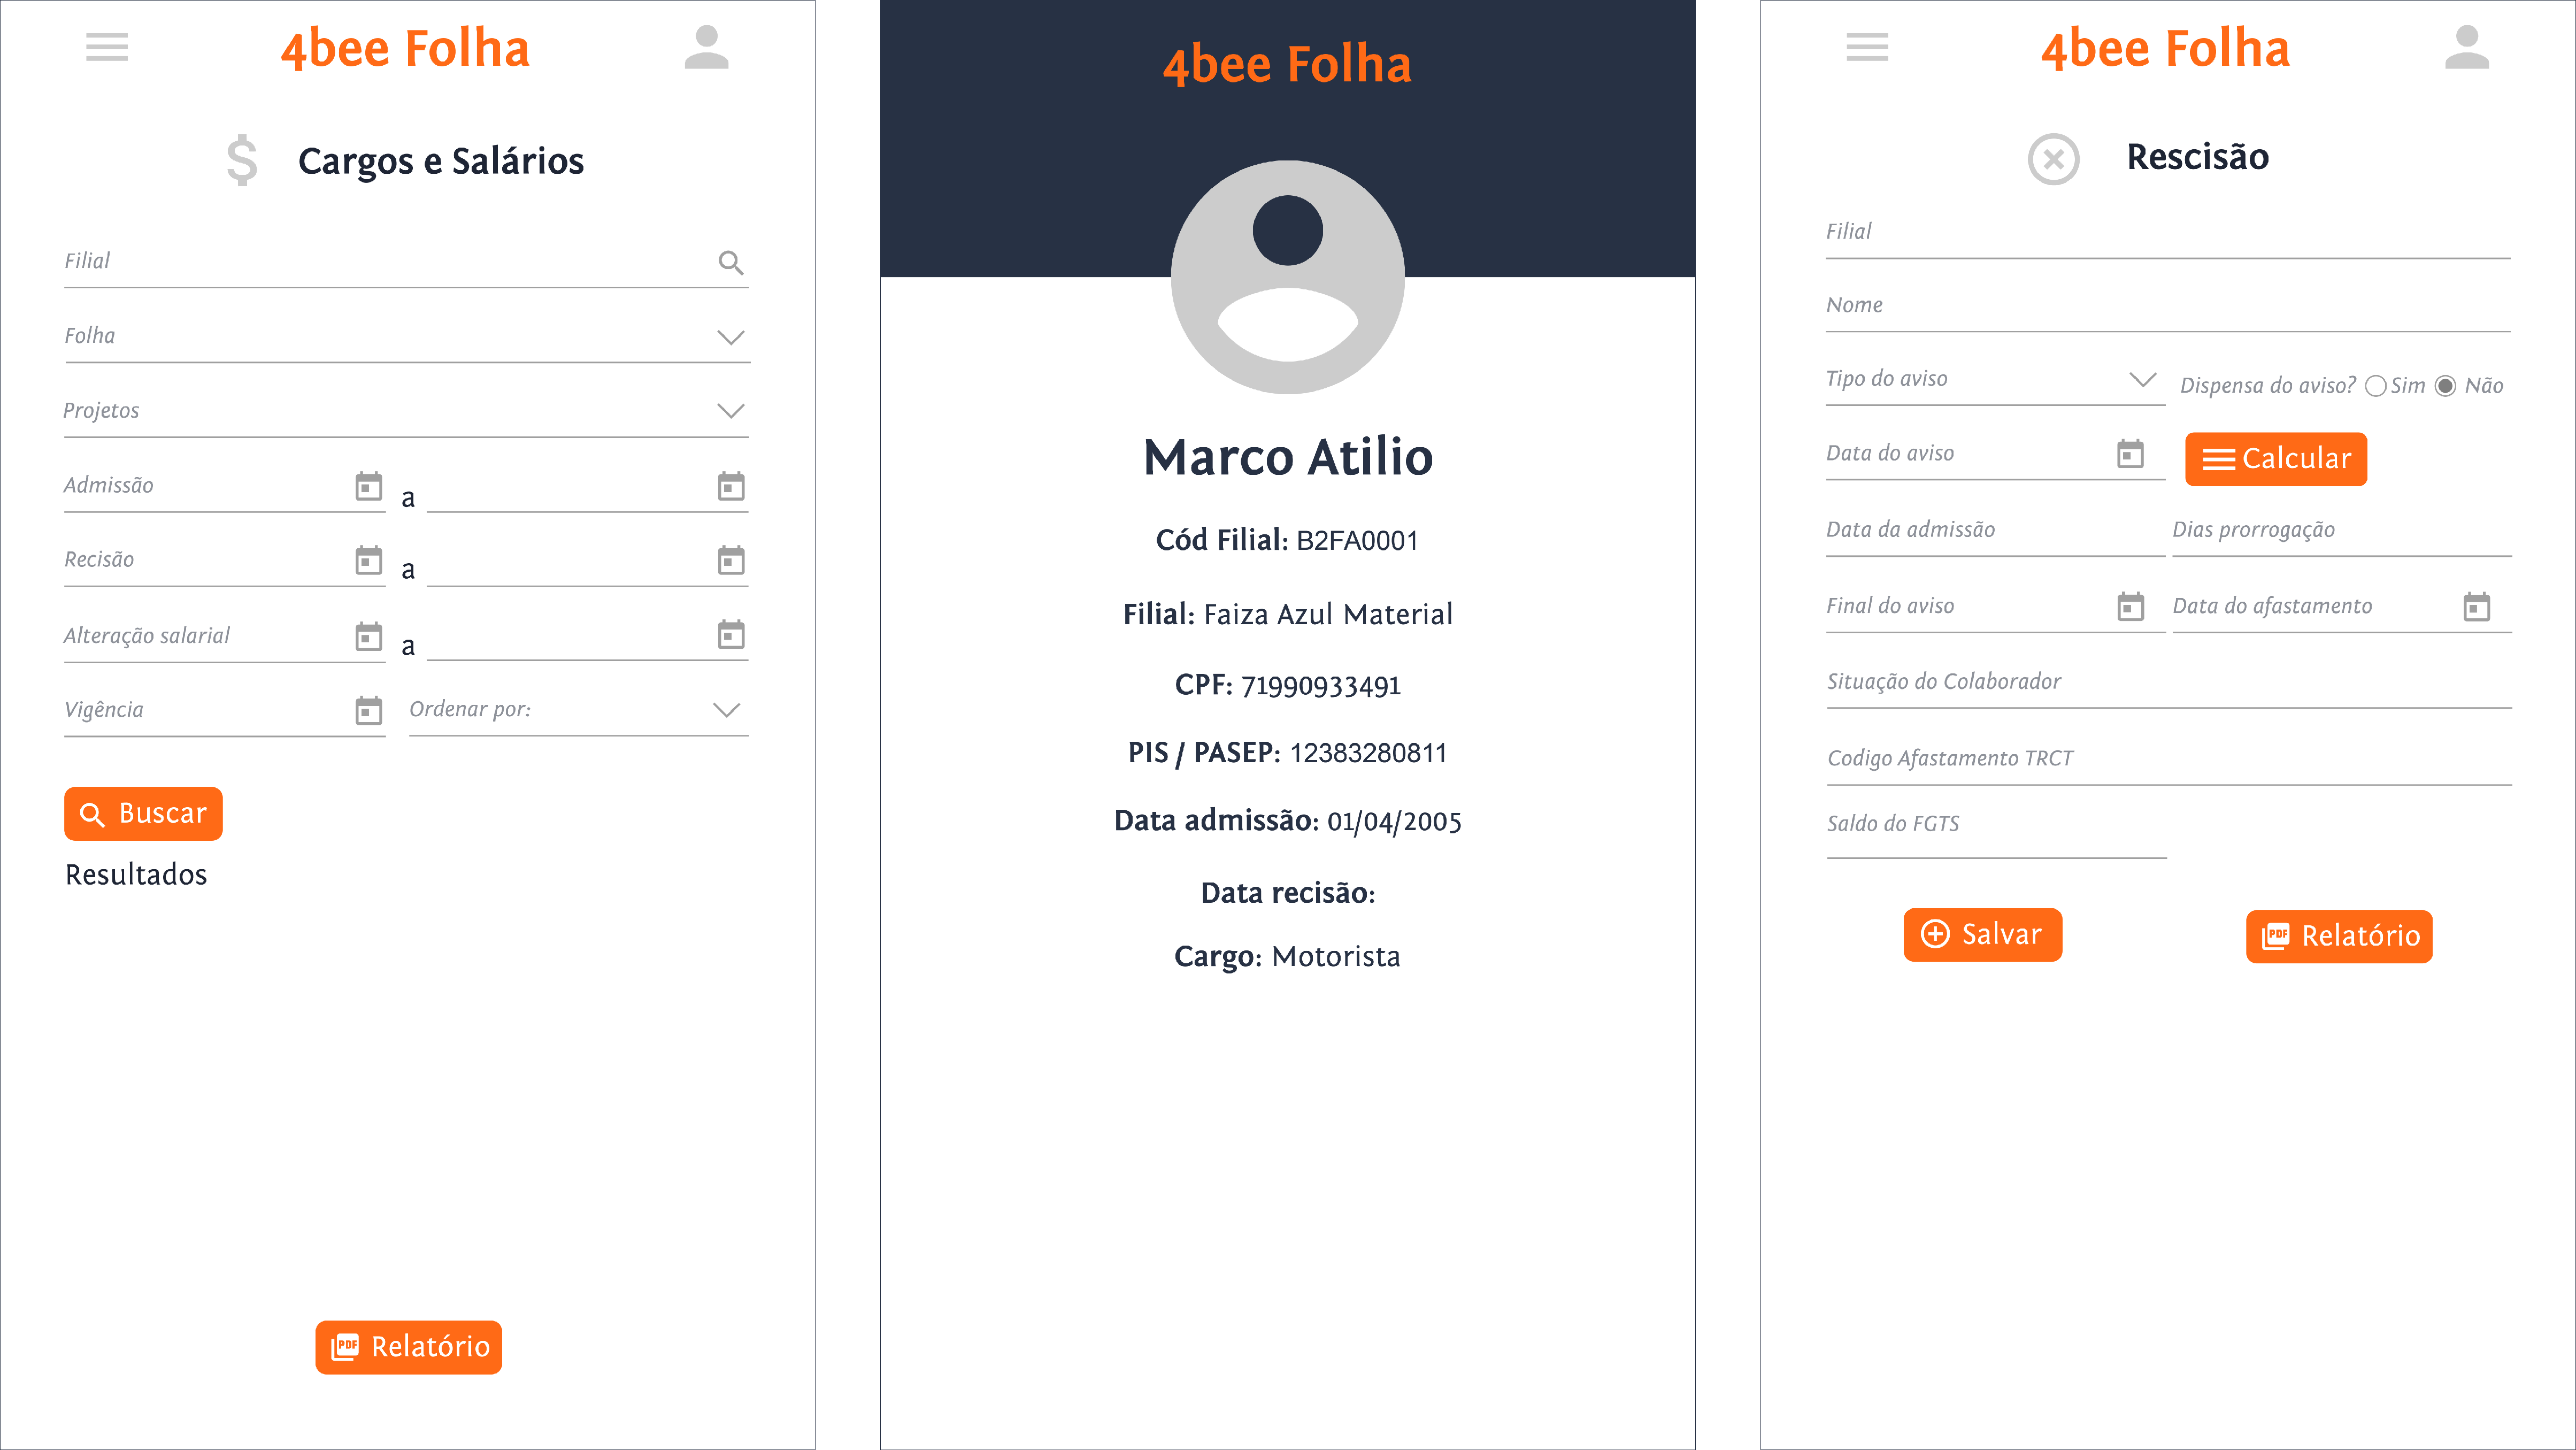 4bee Folha
Cargos e Salários
Filial
Folha
Projetos
Admissão a
Recisão a
Alteração salarial a
Vigência Ordenar por:
Buscar
Resultados
PDF Relatório
4bee Folha
Marco Atilio
Cód Filial: B2FA0001
Filial: Faiza Azul Material
CPF: 71990933491
PIS / PASEP: 12383280811
Data admissão: 01/04/2005
Data recisão:
Cargo: Motorista
4bee Folha
Rescisão
Filial
Nome
Tipo do aviso Dispensa do aviso? Sim Não
Data do aviso Calcular
Data da admissão Dias prorrogação
Final do aviso Data do afastamento
Situação do Colaborador
Codigo Afastamento TRCT
Saldo do FGTS
Salvar PDF Relatório